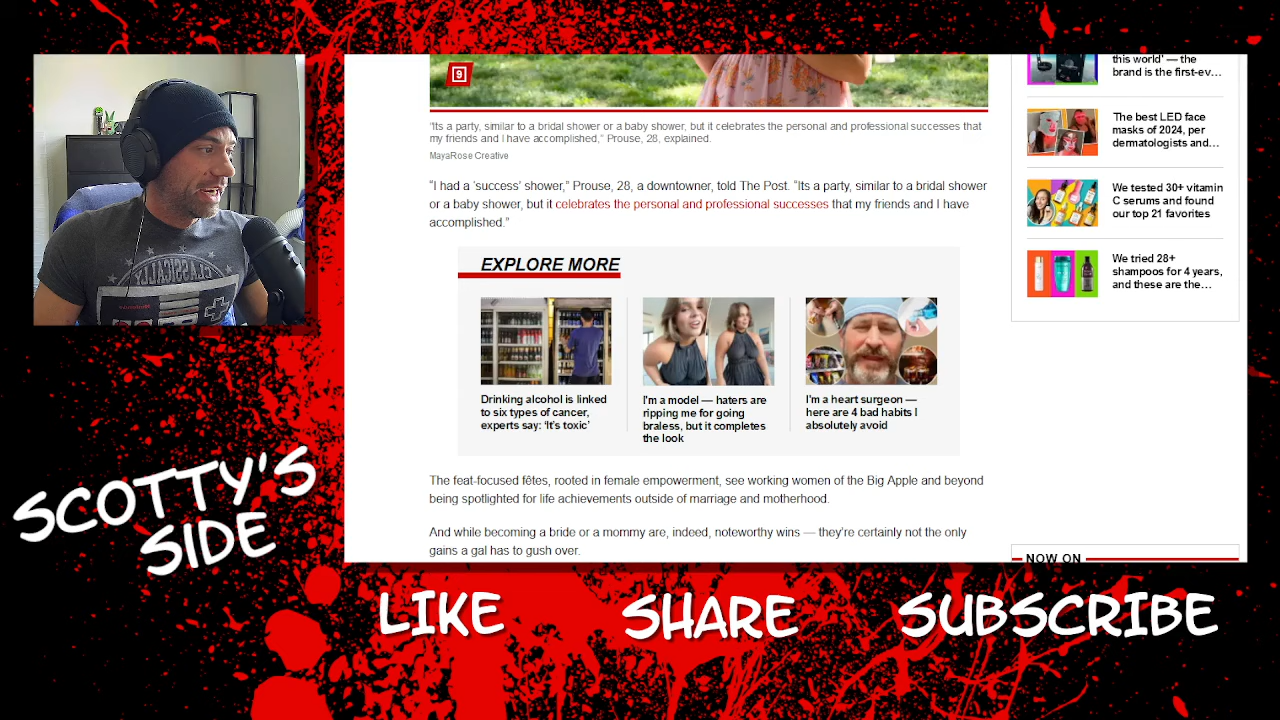 9
"Its a party, similar to a bridal shower or a baby shower, but it celebrates the personal and professional successes that
my friends and I have accomplished," Prouse, 28, explained.
MayaRose Creative
"I had a 'success' shower," Prouse, 28, a downtowner, told The Post. "Its a party, similar to a bridal shower
or a baby shower, but it celebrates the personal and professional successes that my friends and I have
accomplished."
EXPLORE MORE
Drinking alcohol is linked
to six types of cancer,
experts say: 'It's toxic'
I'm a model — haters are
ripping me for going
braless, but it completes
the look
I'm a heart surgeon —
here are 4 bad habits I
absolutely avoid
The feat-focused fêtes, rooted in female empowerment, see working women of the Big Apple and beyond
being spotlighted for life achievements outside of marriage and motherhood.
And while becoming a bride or a mommy are, indeed, noteworthy wins — they're certainly not the only
gains a gal has to gush over.
this world' — the
brand is the first-ev...
The best LED face
masks of 2024, per
dermatologists and...
We tested 30+ vitamin
C serums and found
our top 21 favorites
We tried 28+
shampoos for 4 years,
and these are the...
NOW ON
CLASSICALLY
SCOTTY'S
SIDE
LIKE SHARE SUBSCRIBE